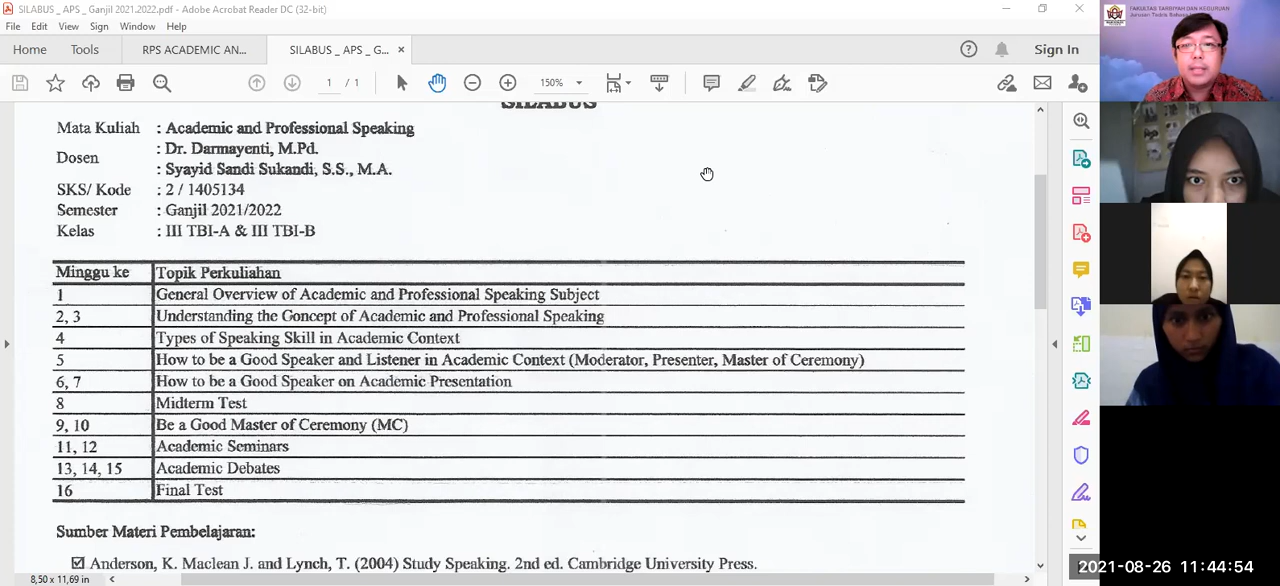 SILABUS _ APS _ Ganjil 2021.2022.pdf - Adobe Acrobat Reader DC (32-bit)
File Edit View Sign Window Help
Home Tools RPS ACADEMIC AN... SILABUS _ APS _ G... × Sign In
1 / 1 150%
SILABUS
Mata Kuliah : Academic and Professional Speaking
Dosen : Dr. Darmayenti, M.Pd.
: Syayid Sandi Sukandi, S.S., M.A.
SKS/ Kode : 2 / 1405134
Semester : Ganjil 2021/2022
Kelas : III TBI-A & III TBI-B
Minggu ke Topik Perkuliahan
1 General Overview of Academic and Professional Speaking Subject
2, 3 Understanding the Concept of Academic and Professional Speaking
4 Types of Speaking Skill in Academic Context
5 How to be a Good Speaker and Listener in Academic Context (Moderator, Presenter, Master of Ceremony)
6, 7 How to be a Good Speaker on Academic Presentation
8 Midterm Test
9, 10 Be a Good Master of Ceremony (MC)
11, 12 Academic Seminars
13, 14, 15 Academic Debates
16 Final Test
Sumber Materi Pembelajaran:
☑ Anderson, K. Maclean J. and Lynch, T. (2004) Study Speaking. 2nd ed. Cambridge University Press.
8,50 x 11,69 in
FAKULTAS TARBIYAH DAN KEGURUAN
Jurusan Tadris Bahasa
2021-08-26 11:44:54